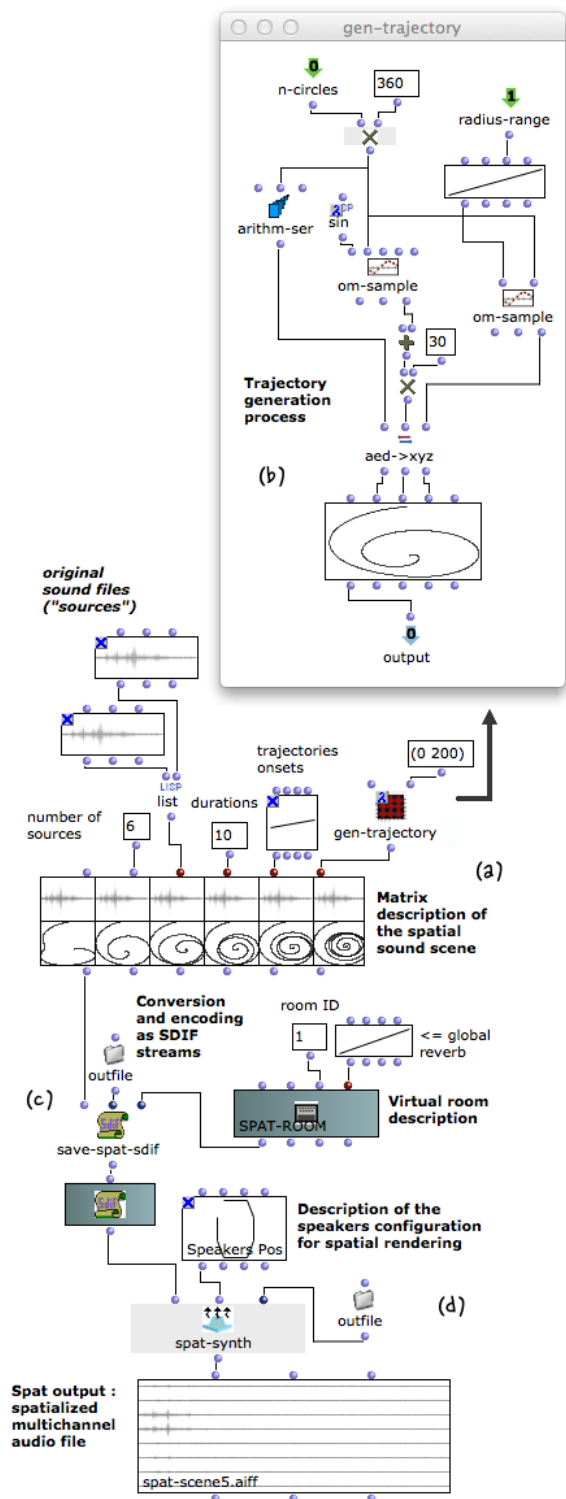 gen-trajectory
0
n-circles
360
1
radius-range
arithm-ser
sin
om-sample
om-sample
30
Trajectory
generation
process
aed->xyz
(b)
0
output
original
sound files
("sources")
LISP
list
trajectories
onsets
(0 200)
number of
sources
6
durations
10
gen-trajectory
(a)
Matrix
description of
the spatial
sound scene
Conversion
and encoding
as SDIF
streams
room ID
1
<= global
reverb
outfile
(c)
save-spat-sdif
SPAT-ROOM
Virtual room
description
Sdif
Sdif
Speakers Pos
Description of the
speakers configuration
for spatial rendering
outfile
(d)
spat-synth
Spat output :
spatialized
multichannel
audio file
spat-scene5.aiff